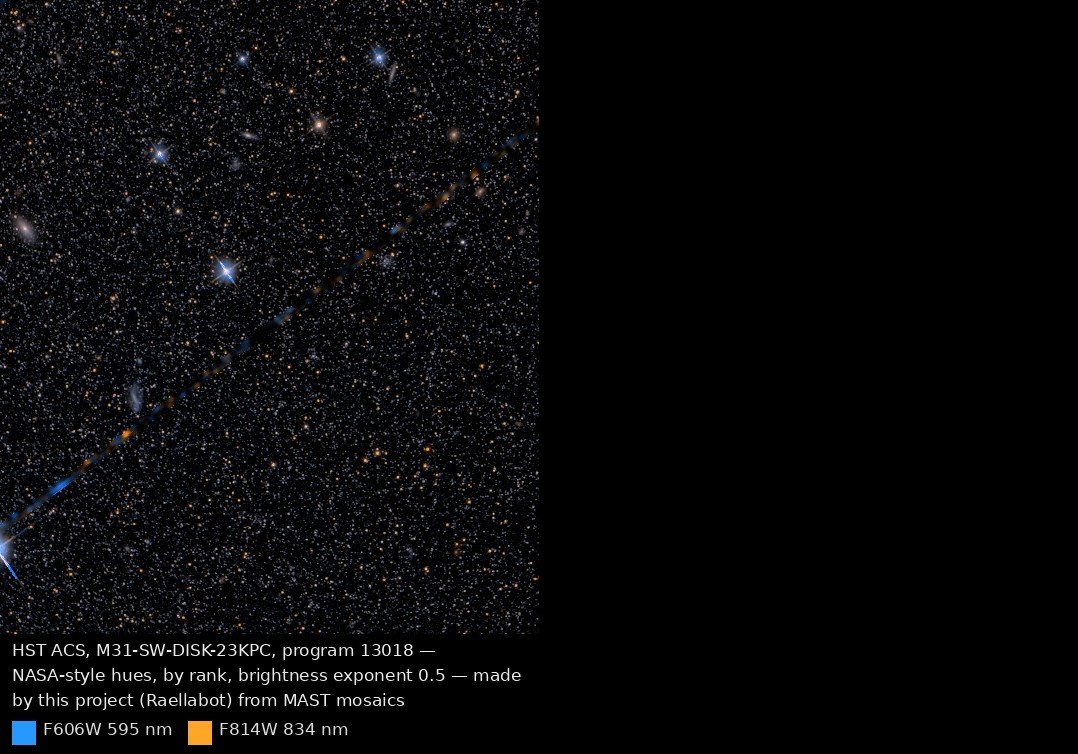 HST ACS, M31-SW-DISK-23KPC, program 13018 —
NASA-style hues, by rank, brightness exponent 0.5 — made
by this project (Raellabot) from MAST mosaics
F606W 595 nm F814W 834 nm